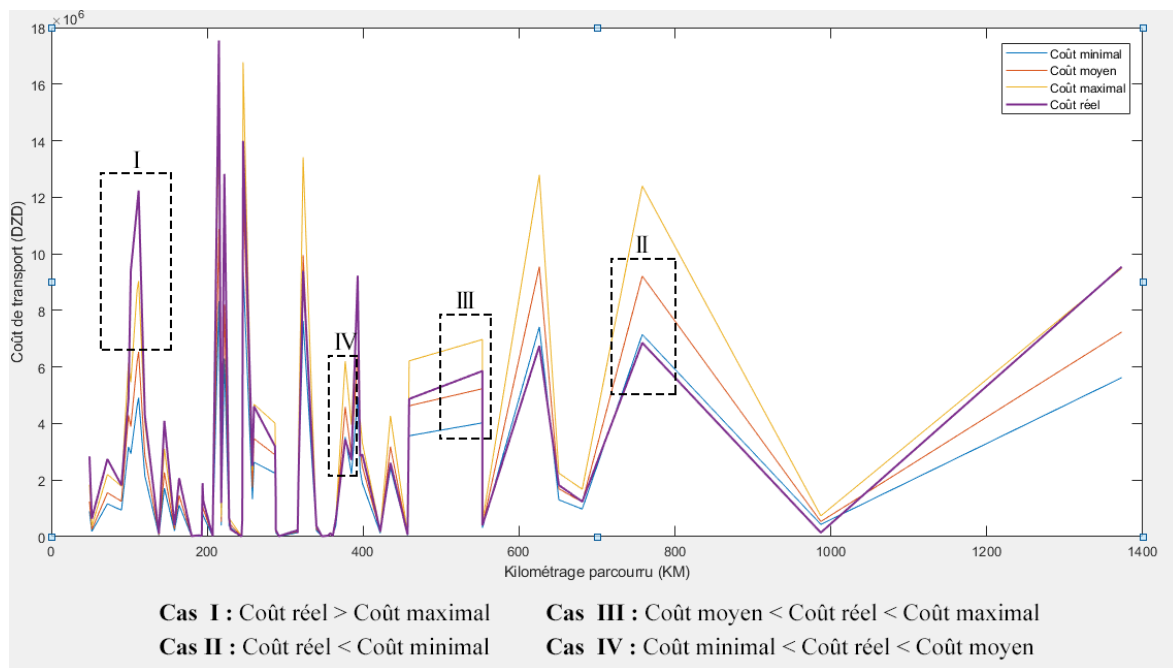 ×10⁶
18
16
14
12
10
8
6
4
2
0
Coût de transport (DZD)
Coût minimal
Coût moyen
Coût maximal
Coût réel
I
II
III
IV
0 200 400 600 800 1000 1200 1400
Kilométrage parcourru (KM)
Cas I : Coût réel > Coût maximal Cas III : Coût moyen < Coût réel < Coût maximal
Cas II : Coût réel < Coût minimal Cas IV : Coût minimal < Coût réel < Coût moyen